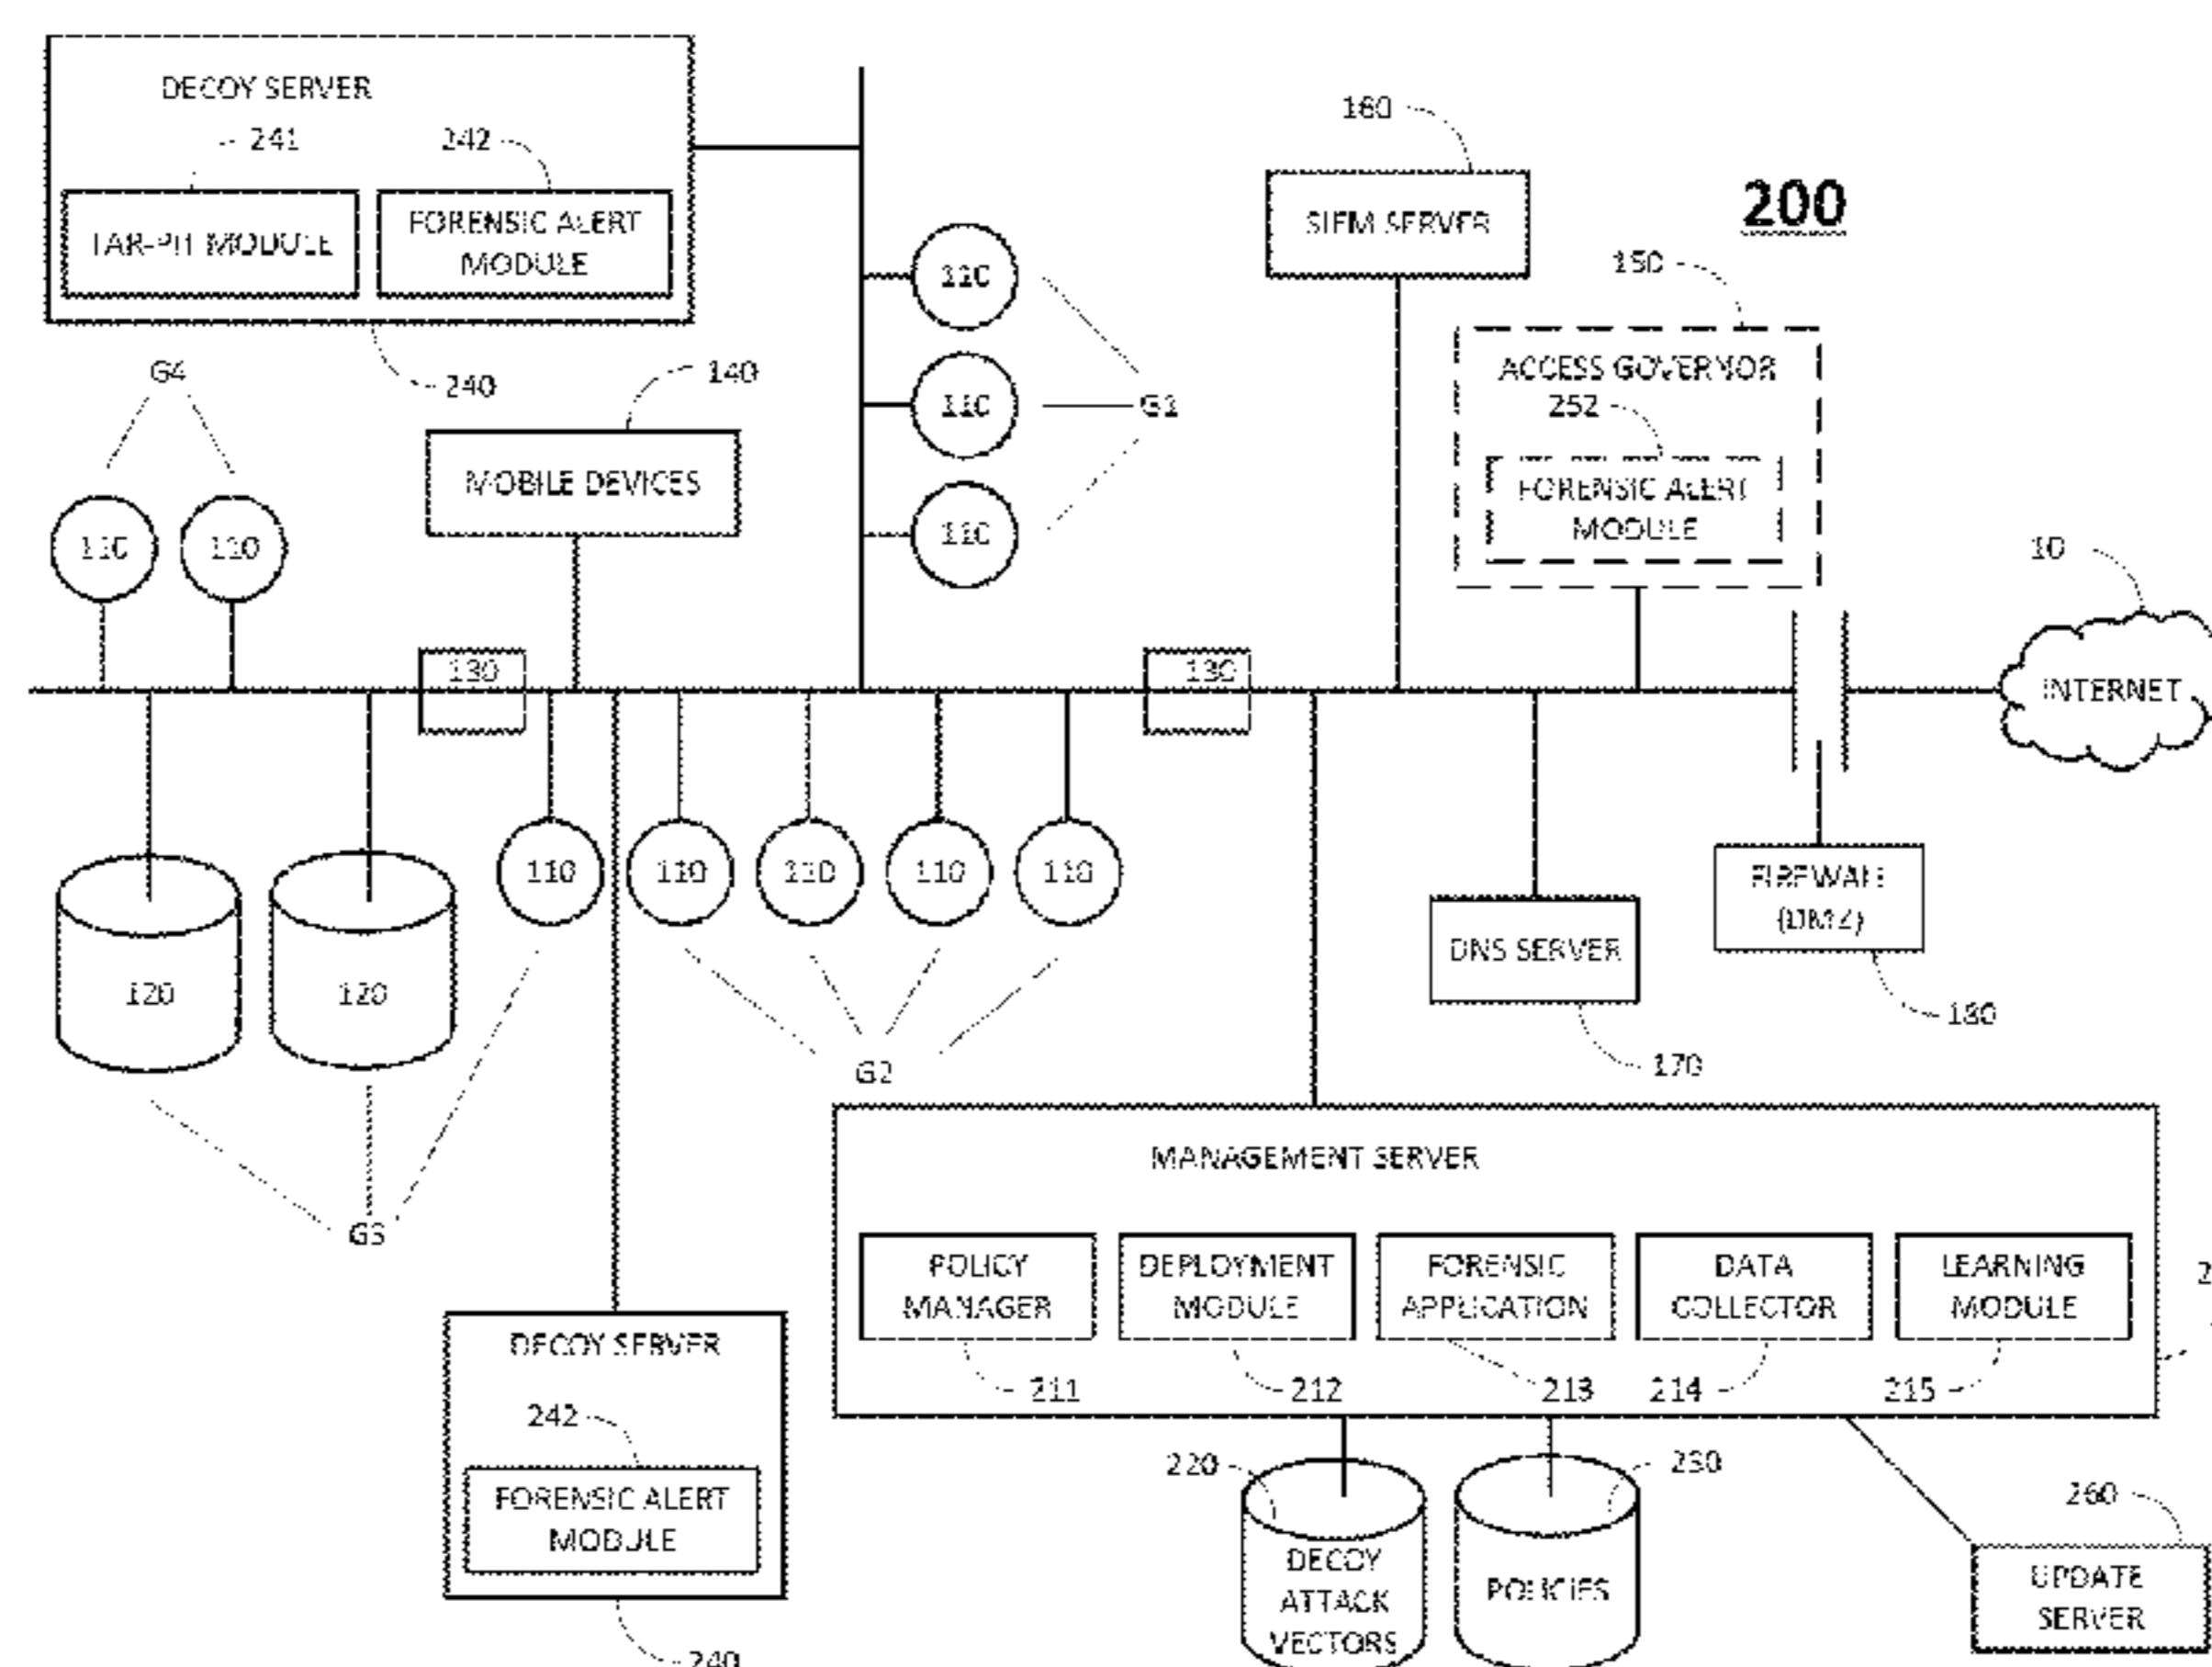 DECOY SERVER
241
242
TAR-PIT MODULE
FORENSIC ALERT
MODULE
240
G4
110
110
140
MOBILE DEVICES
110
110
110
G1
160
SIEM SERVER
200
150
ACCESS GOVERNOR
252
FORENSIC ALERT
MODULE
10
INTERNET
130
130
110
110
110
110
110
120
120
G2
G3
DNS SERVER
170
FIREWALL
(DMZ)
180
MANAGEMENT SERVER
POLICY
MANAGER
DEPLOYMENT
MODULE
FORENSIC
APPLICATION
DATA
COLLECTOR
LEARNING
MODULE
211
212
213
214
215
2
DECOY SERVER
242
FORENSIC ALERT
MODULE
240
220
DECOY
ATTACK
VECTORS
230
POLICIES
260
UPDATE
SERVER